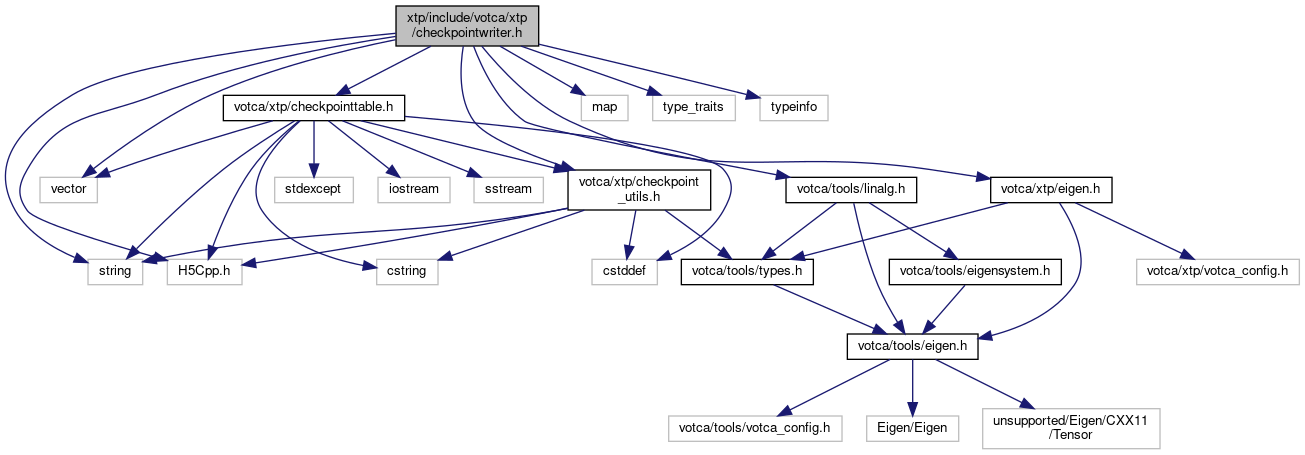 xtp/include/votca/xtp
/checkpointwriter.h
votca/xtp/checkpointtable.h
map
type_traits
typeinfo
vector
stdexcept
iostream
sstream
votca/xtp/checkpoint
_utils.h
votca/tools/linalg.h
votca/xtp/eigen.h
string
H5Cpp.h
cstring
cstddef
votca/tools/types.h
votca/tools/eigensystem.h
votca/xtp/votca_config.h
votca/tools/eigen.h
votca/tools/votca_config.h
Eigen/Eigen
unsupported/Eigen/CXX11
/Tensor